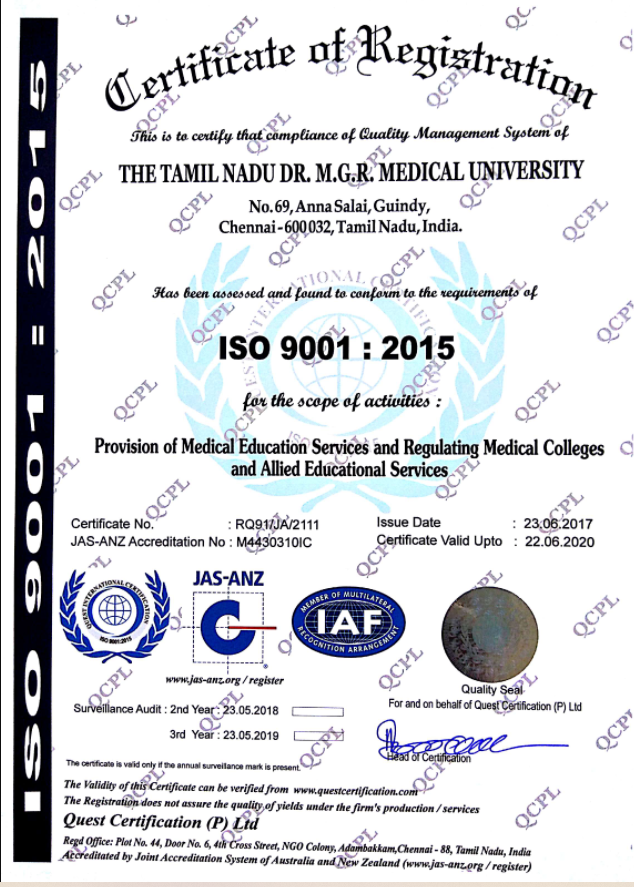 ISO 9001 = 2015
Certificate of Registration
This is to certify that compliance of Quality Management System of
THE TAMIL NADU DR. M.G.R. MEDICAL UNIVERSITY
No. 69, Anna Salai, Guindy,
Chennai - 600 032, Tamil Nadu, India.
Has been assessed and found to conform to the requirements of
ISO 9001 : 2015
for the scope of activities :
Provision of Medical Education Services and Regulating Medical Colleges
and Allied Educational Services
Certificate No. : RQ91/JA/2111
Issue Date : 23.06.2017
JAS-ANZ Accreditation No : M4430310IC
Certificate Valid Upto : 22.06.2020
QUEST INTERNATIONAL CERTIFICATION
ISO 9001:2015
JAS-ANZ
www.jas-anz.org / register
MEMBER OF MULTILATERAL
IAF
RECOGNITION ARRANGEMENT
Quality Seal
For and on behalf of Quest Certification (P) Ltd
Surveillance Audit : 2nd Year : 23.05.2018
3rd Year : 23.05.2019
Head of Certification
The certificate is valid only if the annual surveillance mark is present.
The Validity of this Certificate can be verified from www.questcertification.com
The Registration does not assure the quality of yields under the firm's production / services
Quest Certification (P) Ltd
Regd Office: Plot No. 44, Door No. 6, 4th Cross Street, NGO Colony, Adambakkam, Chennai - 88, Tamil Nadu, India
Accreditated by Joint Accreditation System of Australia and New Zealand (www.jas-anz.org / register)
QCPL